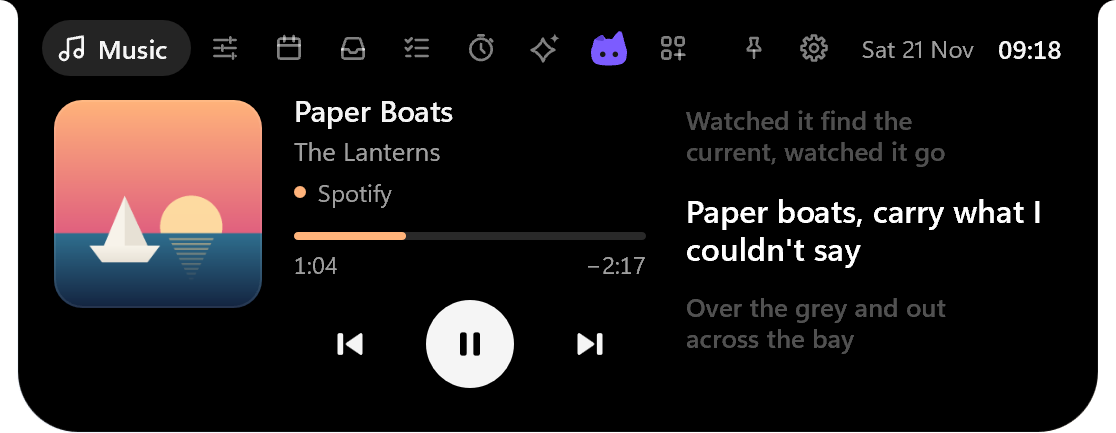 Music
Sat 21 Nov
09:18
Paper Boats
The Lanterns
Spotify
1:04
−2:17
Watched it find the
current, watched it go
Paper boats, carry what I
couldn't say
Over the grey and out
across the bay